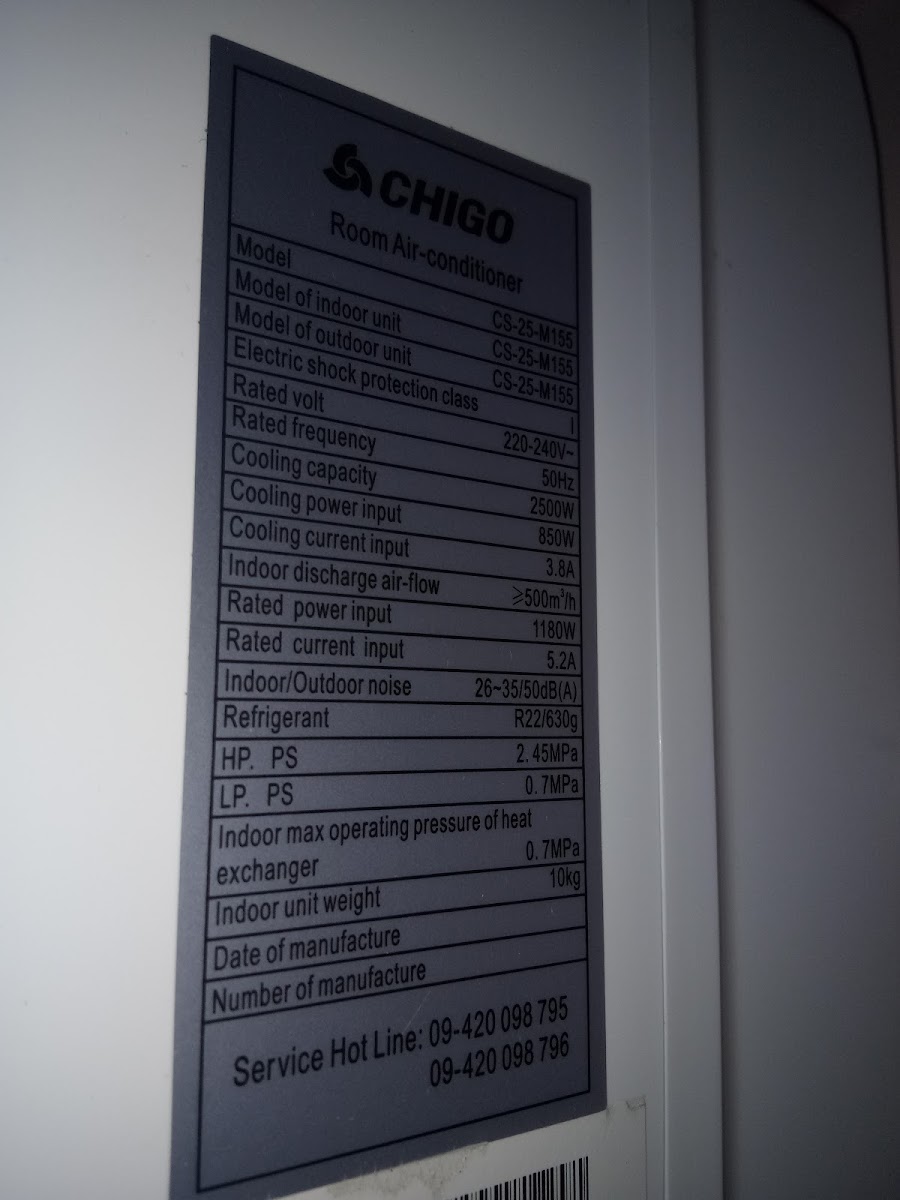 CHIGO
Room Air-conditioner
Model CS-25-M155
Model of indoor unit CS-25-M155
Model of outdoor unit CS-25-M155
Electric shock protection class I
Rated volt 220-240V~
Rated frequency 50Hz
Cooling capacity 2500W
Cooling power input 850W
Cooling current input 3.8A
Indoor discharge air-flow ≥500m³/h
Rated power input 1180W
Rated current input 5.2A
Indoor/Outdoor noise 26~35/50dB(A)
Refrigerant R22/630g
HP. PS 2.45MPa
LP. PS 0.7MPa
Indoor max operating pressure of heat
exchanger 0.7MPa
Indoor unit weight 10kg
Date of manufacture
Number of manufacture
Service Hot Line: 09-420 098 795
09-420 098 796